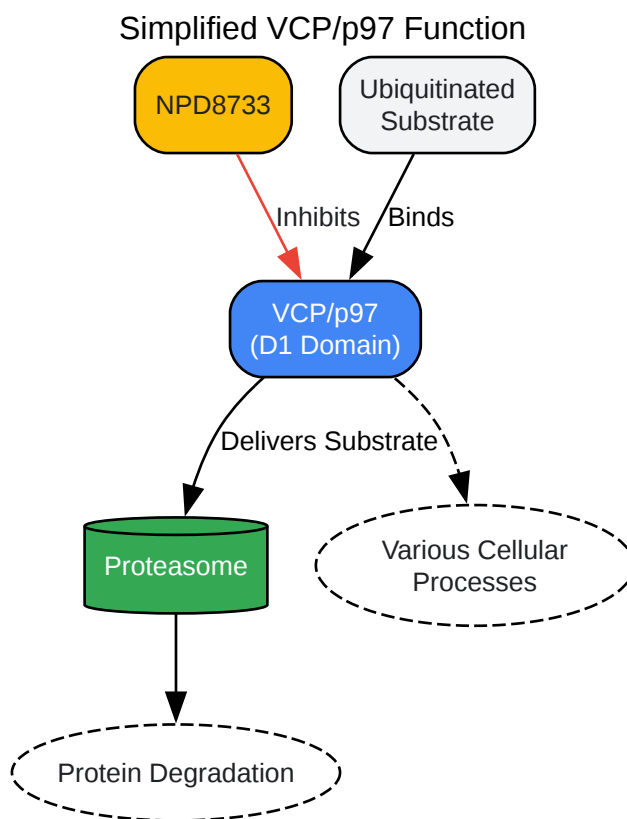 Simplified VCP/p97 Function
NPD8733
Ubiquitinated
Substrate
Inhibits
Binds
VCP/p97
(D1 Domain)
Delivers Substrate
Proteasome
Various Cellular
Processes
Protein Degradation